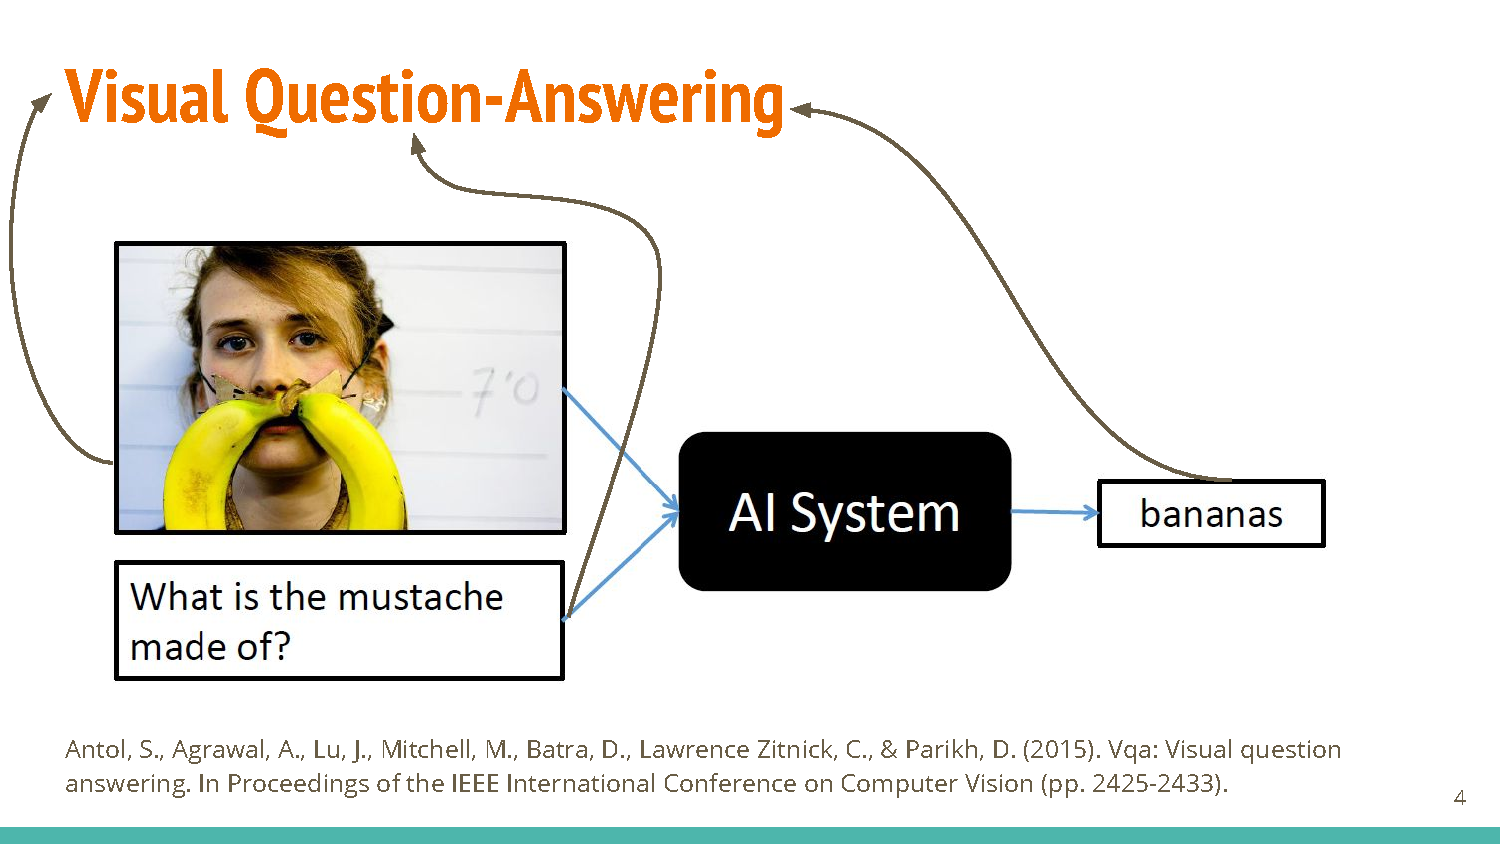 Visual Question-Answering
7'0
AI System
bananas
What is the mustache
made of?
Antol, S., Agrawal, A., Lu, J., Mitchell, M., Batra, D., Lawrence Zitnick, C., & Parikh, D. (2015). Vqa: Visual question
answering. In Proceedings of the IEEE International Conference on Computer Vision (pp. 2425-2433).
4